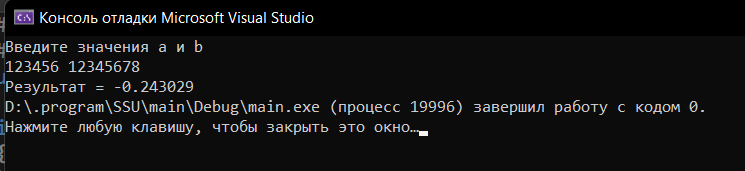 Консоль отладки Microsoft Visual Studio
Введите значения a и b
123456 12345678
Результат = -0.243029
D:\.program\SSU\main\Debug\main.exe (процесс 19996) завершил работу с кодом 0.
Нажмите любую клавишу, чтобы закрыть это окно…